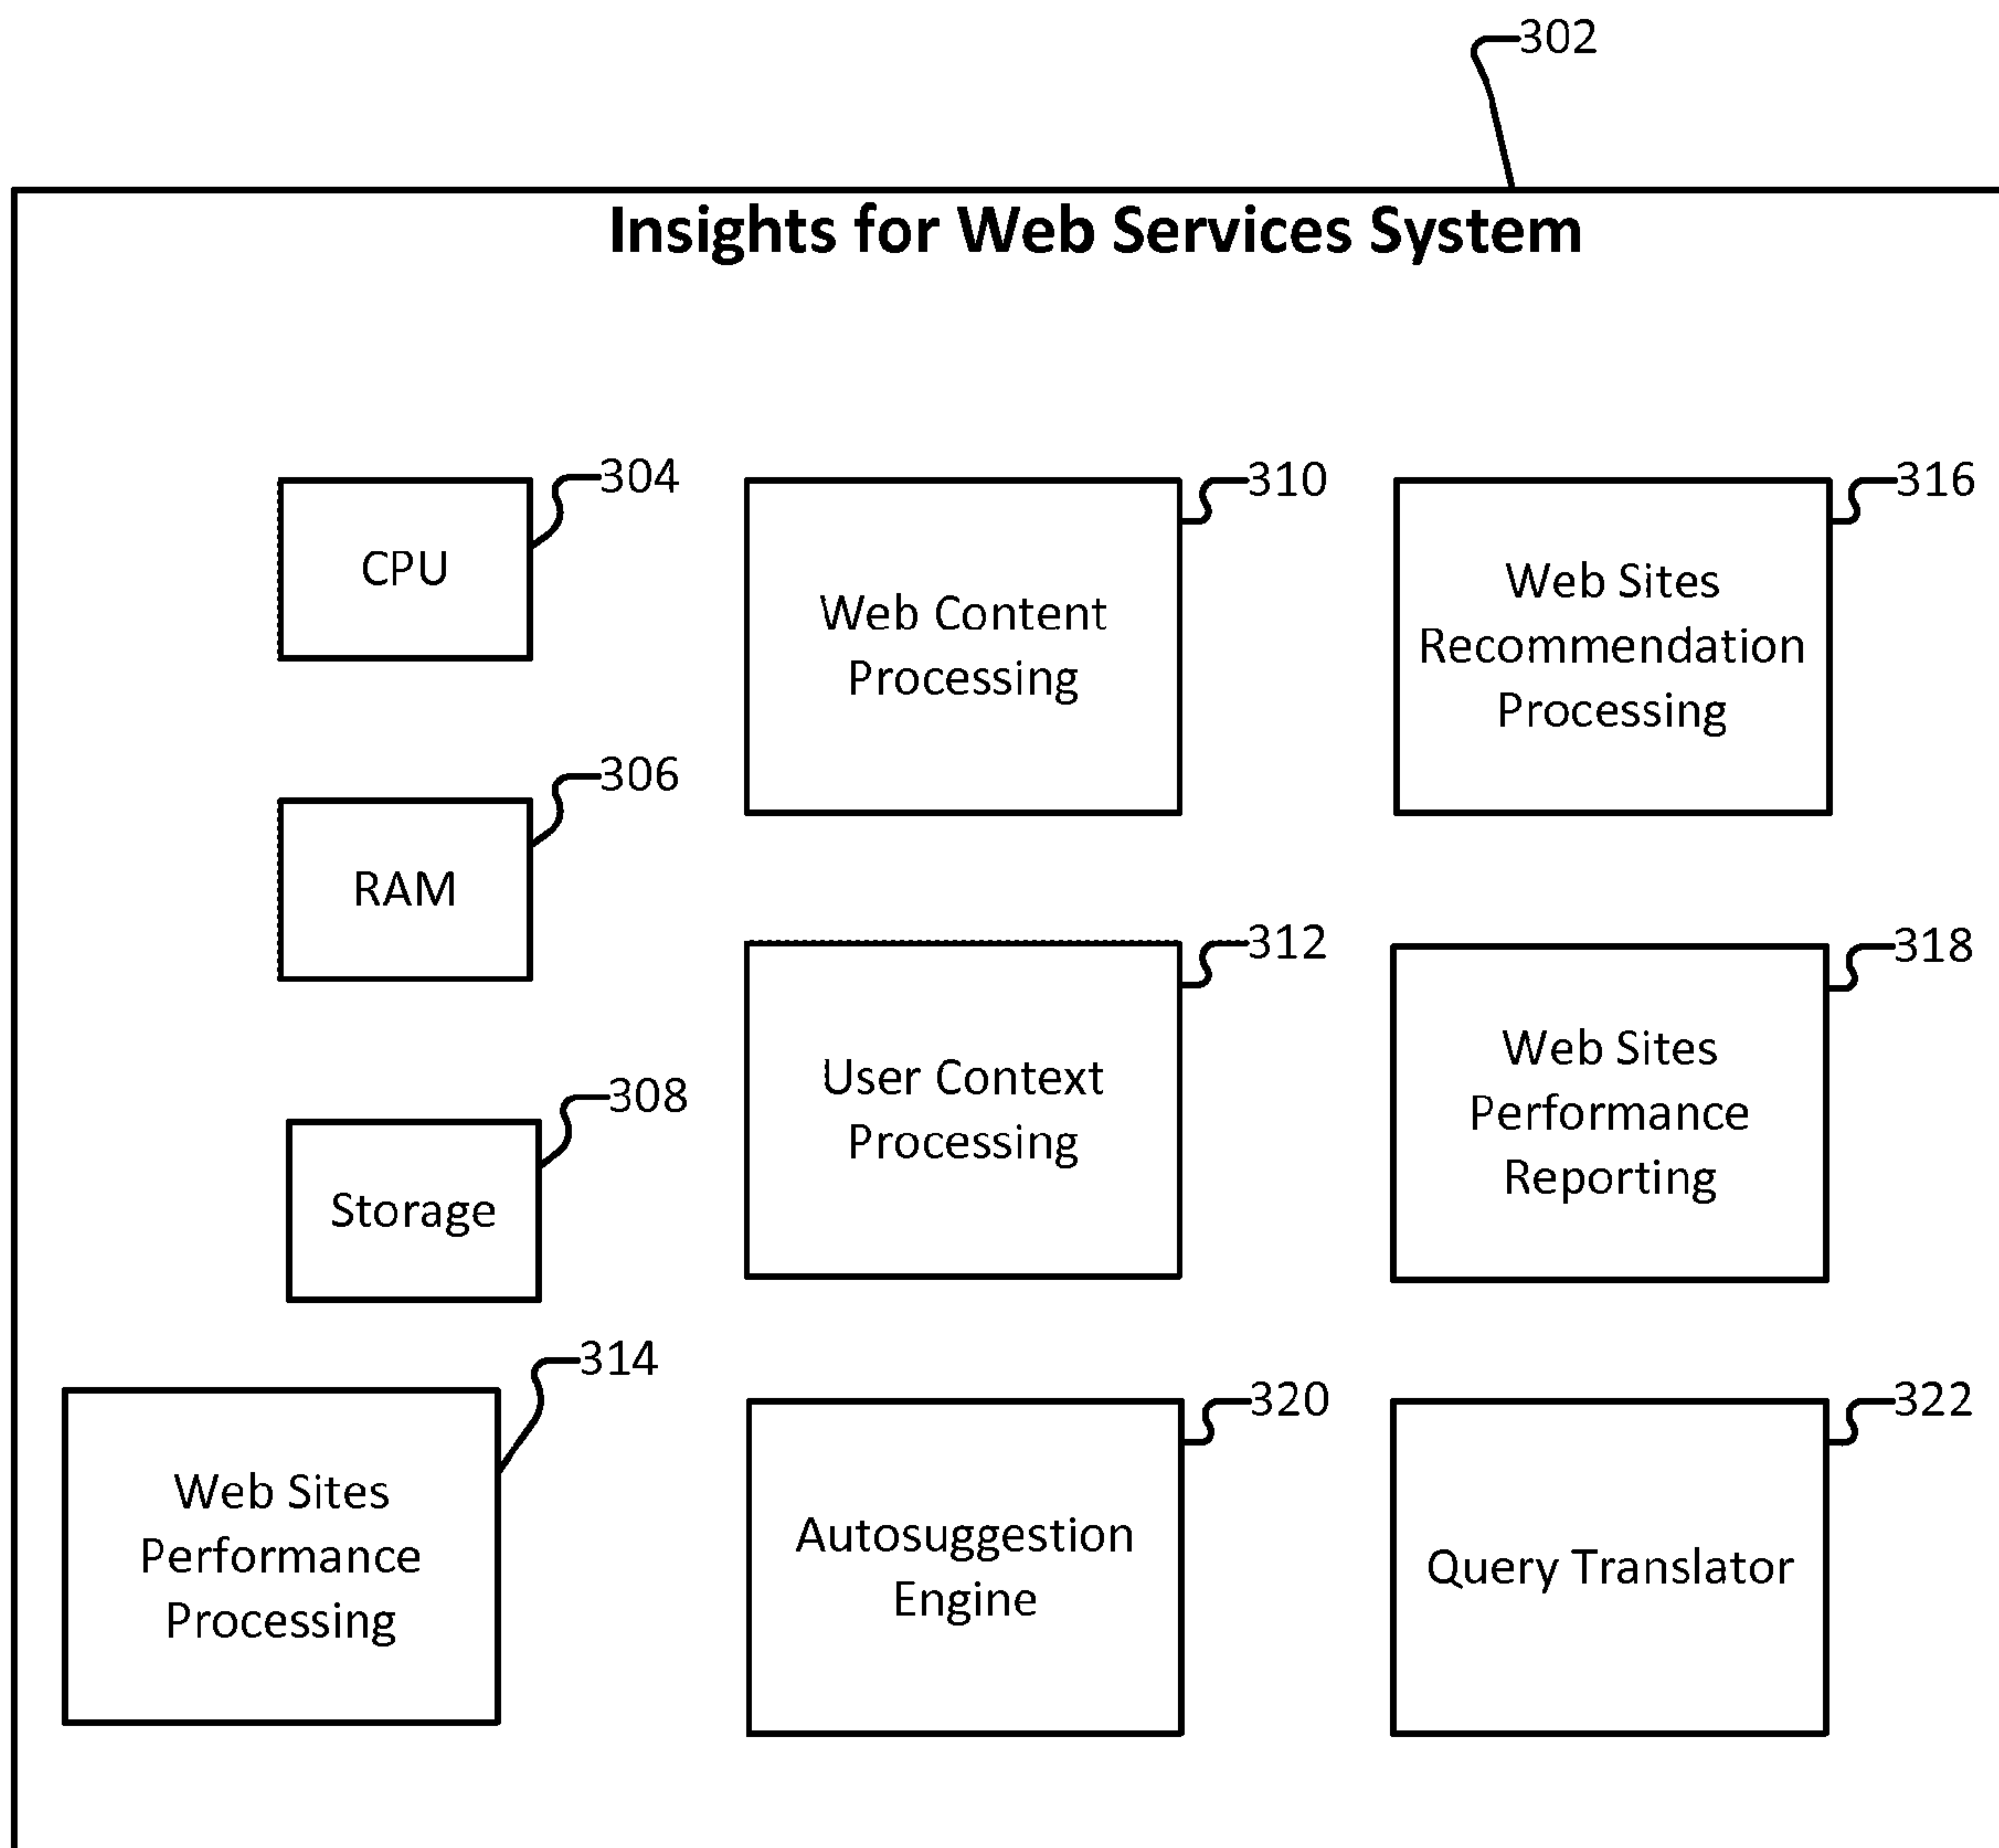 302
Insights for Web Services System
304
CPU
310
Web Content
Processing
316
Web Sites
Recommendation
Processing
306
RAM
312
User Context
Processing
318
Web Sites
Performance
Reporting
308
Storage
314
Web Sites
Performance
Processing
320
Autosuggestion
Engine
322
Query Translator